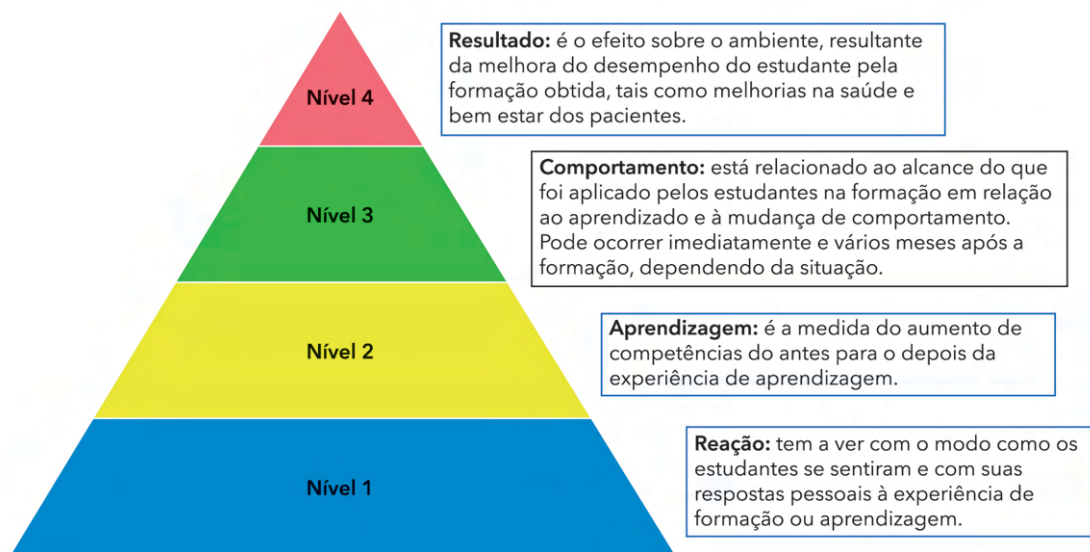 Nível 4
Resultado: é o efeito sobre o ambiente, resultante
da melhora do desempenho do estudante pela
formação obtida, tais como melhorias na saúde e
bem estar dos pacientes.
Nível 3
Comportamento: está relacionado ao alcance do que
foi aplicado pelos estudantes na formação em relação
ao aprendizado e à mudança de comportamento.
Pode ocorrer imediatamente e vários meses após a
formação, dependendo da situação.
Nível 2
Aprendizagem: é a medida do aumento de
competências do antes para o depois da
experiência de aprendizagem.
Nível 1
Reação: tem a ver com o modo como os
estudantes se sentiram e com suas
respostas pessoais à experiência de
formação ou aprendizagem.